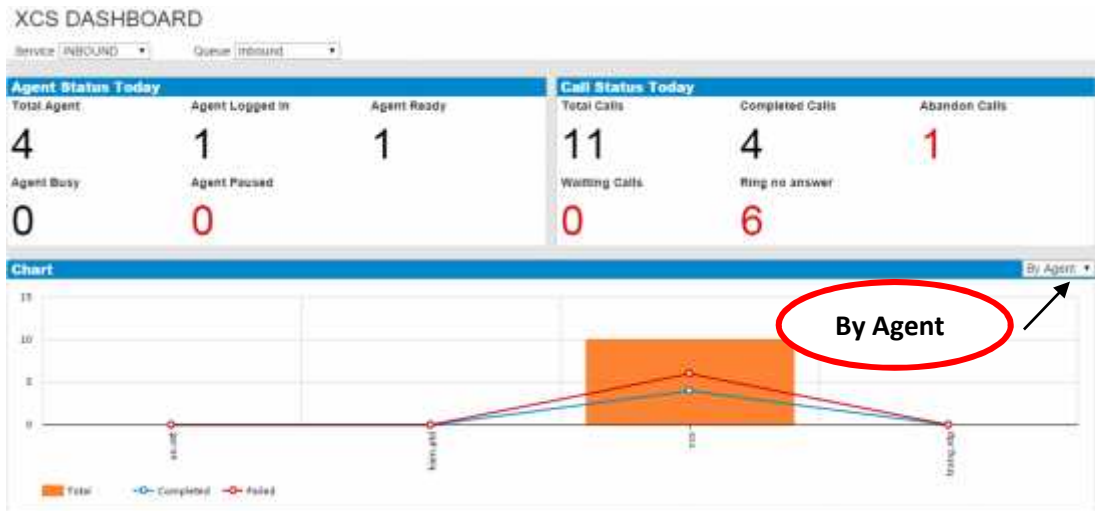 XCS DASHBOARD
Service INBOUND Queue Inbound
Agent Status Today
Total Agent Agent Logged In Agent Ready
4 1 1
Agent Busy Agent Paused
0 0
Call Status Today
Total Calls Completed Calls Abandon Calls
11 4 1
Waitting Calls Ring no answer
0 6
Chart By Agent
By Agent
15
10
5
0
xcs
Total Completed Failed